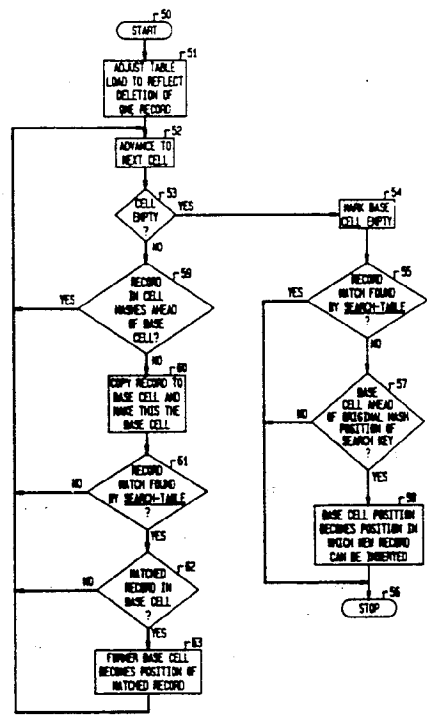 50
START
51
ADJUST TABLE
LOAD TO REFLECT
DELETION OF
ONE RECORD
52
ADVANCE TO
NEXT CELL
53
CELL
EMPTY
?
YES
NO
54
MARK BASE
CELL EMPTY
55
RECORD
MATCH FOUND
BY SEARCH-TABLE
?
YES
NO
59
RECORD
IN CELL
HASHES AHEAD
OF BASE
CELL?
YES
NO
57
BASE
CELL AHEAD
OF ORIGINAL HASH
POSITION OF
SEARCH KEY
?
NO
YES
60
COPY RECORD TO
BASE CELL AND
MAKE THIS THE
BASE CELL
61
RECORD
MATCH FOUND
BY SEARCH-TABLE
?
NO
YES
58
BASE CELL POSITION
BECOMES POSITION IN
WHICH NEW RECORD
CAN BE INSERTED
62
MATCHED
RECORD IN
BASE CELL
?
NO
YES
56
STOP
63
FORMER BASE CELL
BECOMES POSITION OF
MATCHED RECORD